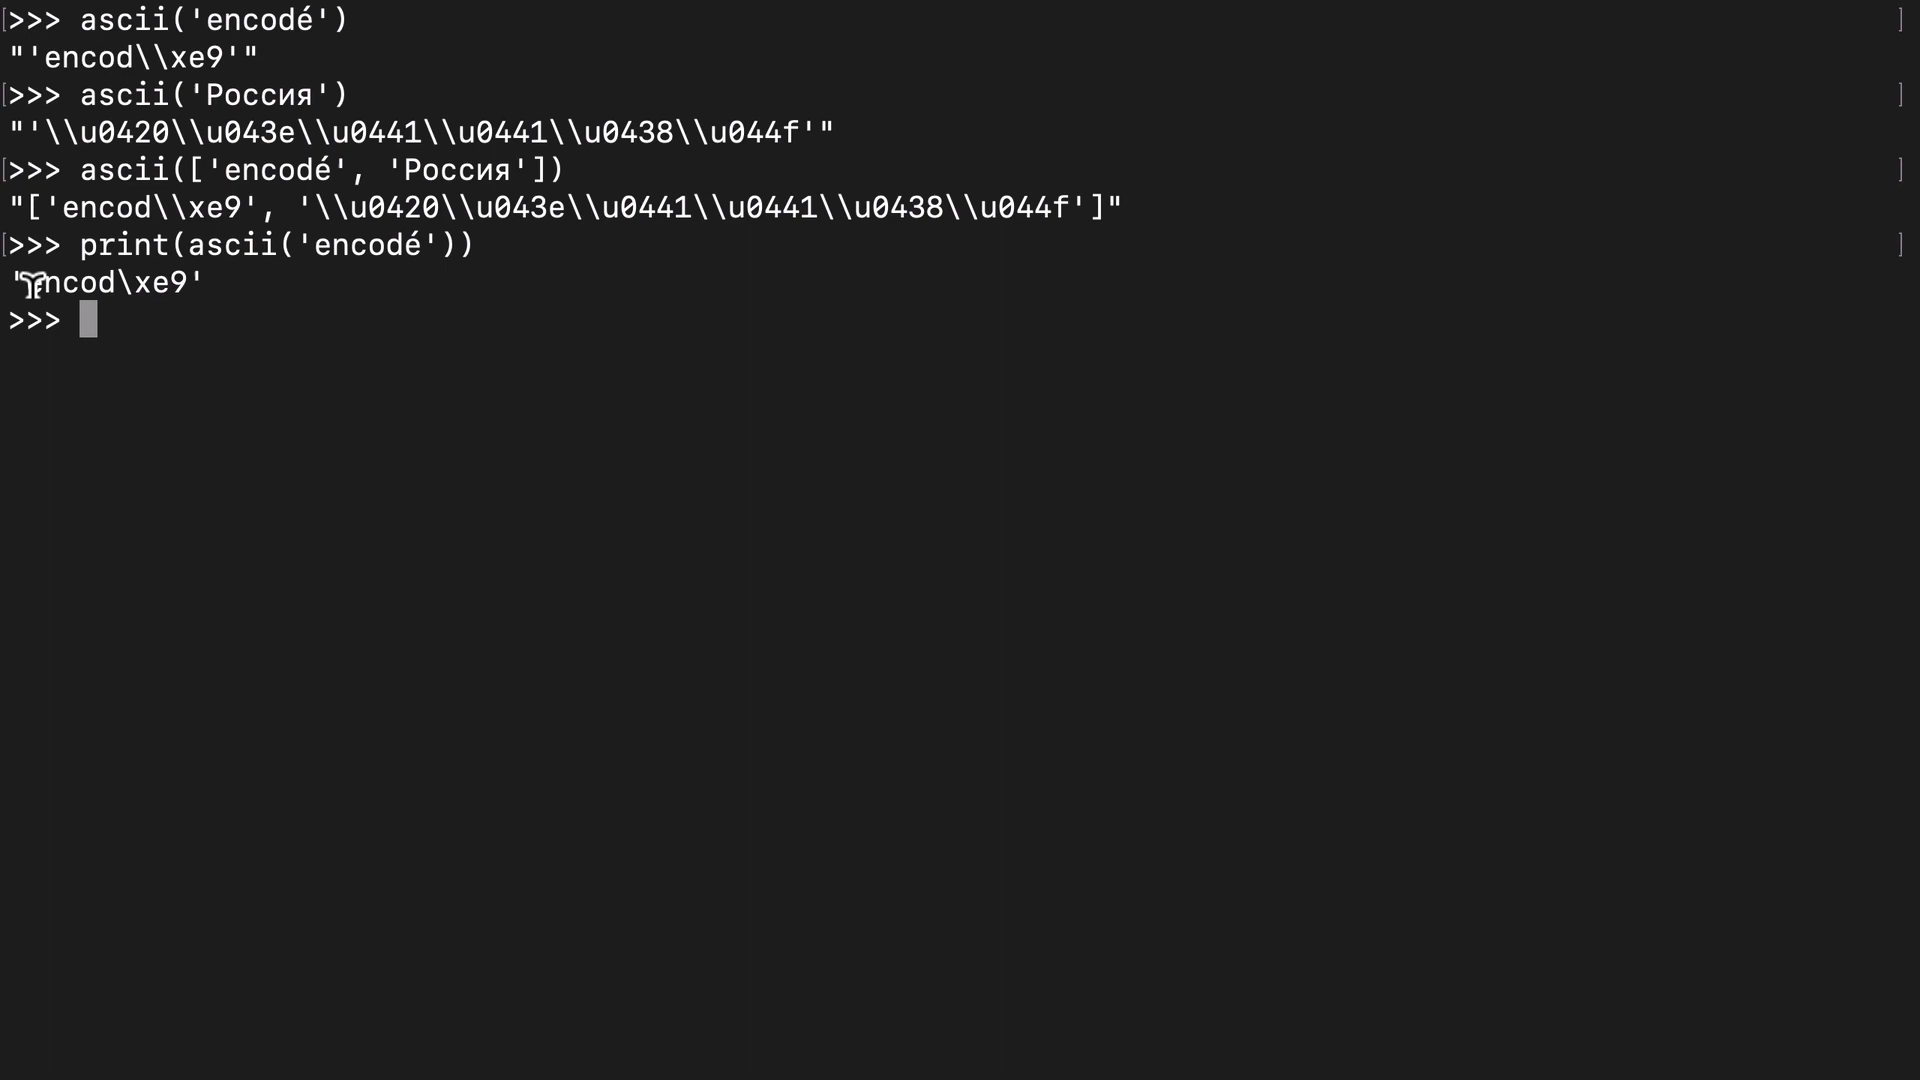 >>> ascii('encodé')
"'encod\\xe9'"
>>> ascii('Россия')
"'\\u0420\\u043e\\u0441\\u0441\\u0438\\u044f'"
>>> ascii(['encodé', 'Россия'])
"['encod\\xe9', '\\u0420\\u043e\\u0441\\u0441\\u0438\\u044f']"
>>> print(ascii('encodé'))
'encod\xe9'
>>>